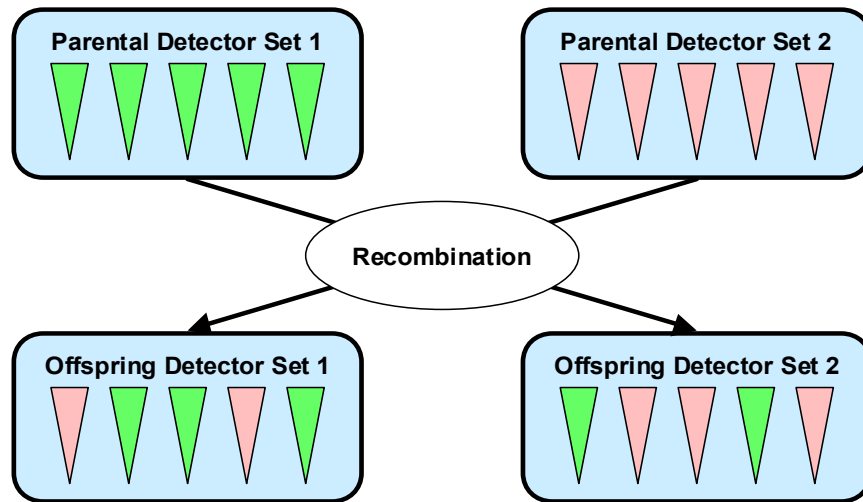 Parental Detector Set 1
Parental Detector Set 2
Recombination
Offspring Detector Set 1
Offspring Detector Set 2